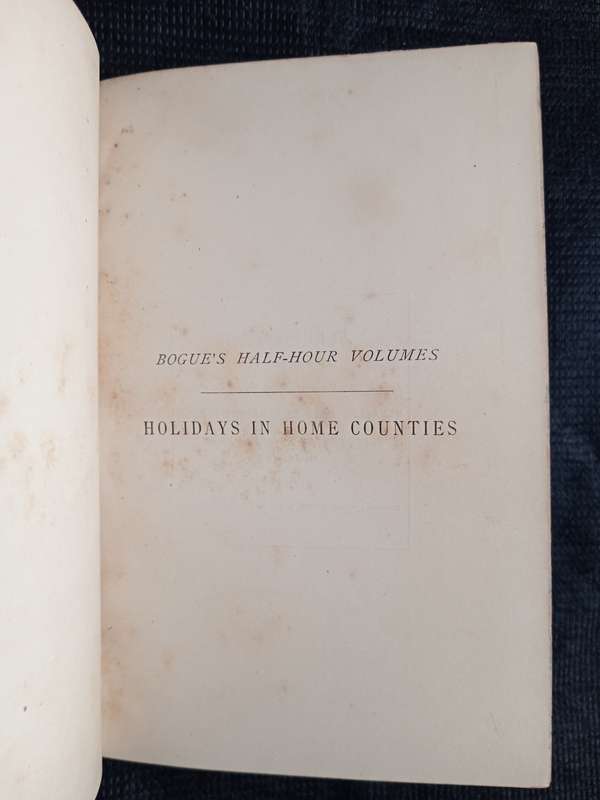 BOGUE'S HALF-HOUR VOLUMES
HOLIDAYS IN HOME COUNTIES